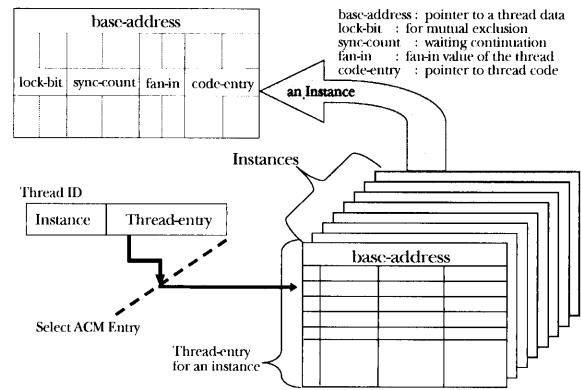 base-address
lock-bit sync-count fan-in code-entry
base-address : pointer to a thread data
lock-bit : for mutual exclusion
sync-count : waiting continuation
fan-in : fan-in value of the thread
code-entry : pointer to thread code
an Instance
Instances
Thread ID
Instance Thread-entry
base-address
Select ACM Entry
Thread-entry
for an instance